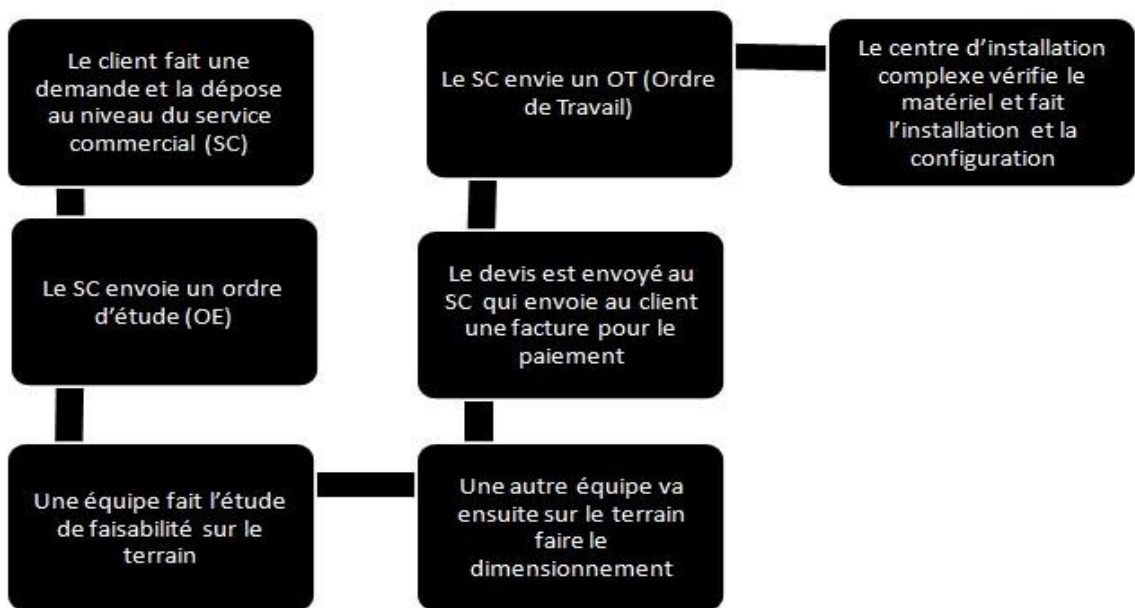 Le client fait une
demande et la dépose
au niveau du service
commercial (SC)
Le SC envoie un ordre
d’étude (OE)
Une équipe fait l’étude
de faisabilité sur le
terrain
Une autre équipe va
ensuite sur le terrain
faire le
dimensionnement
Le devis est envoyé au
SC qui envoie au client
une facture pour le
paiement
Le SC envie un OT (Ordre
de Travail)
Le centre d’installation
complexe vérifie le
matériel et fait
l’installation et la
configuration